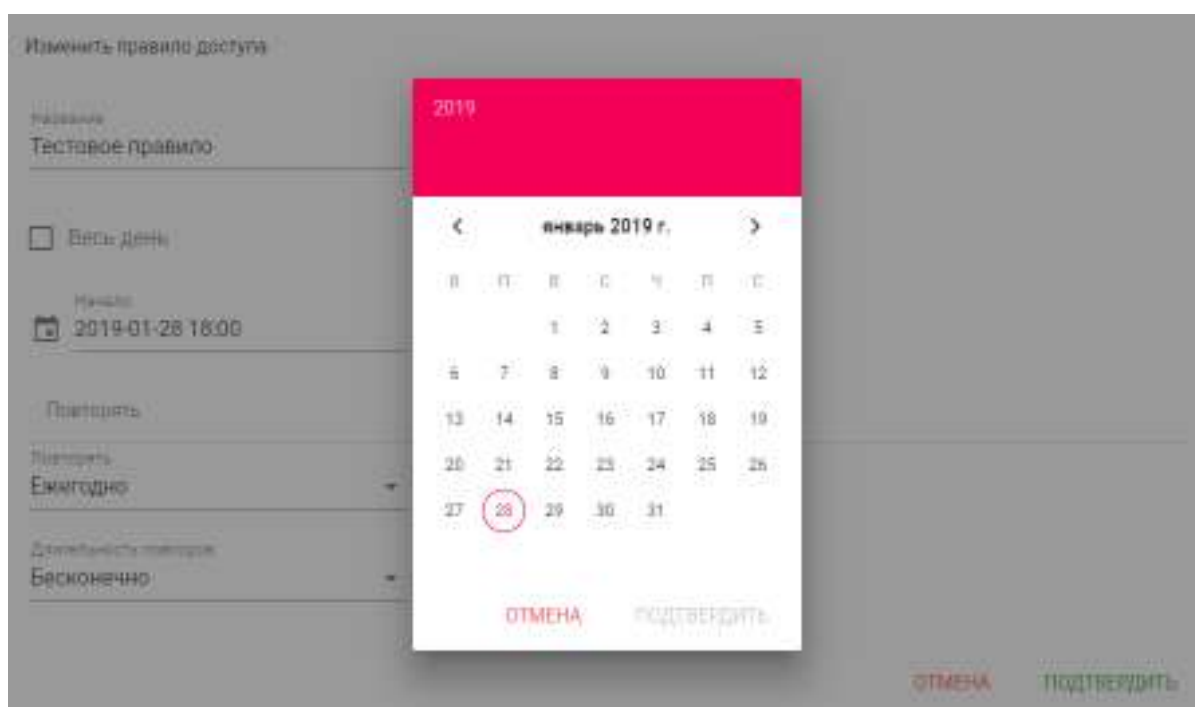 Изменить правило доступа
Название
Тестовое правило
Весь день
Начало
2019-01-28 18:00
Повторять
Повторять
Ежегодно
Длительность повторов
Бесконечно
2019
январь 2019 г.
В П В С Ч П С
1 2 3 4 5
6 7 8 9 10 11 12
13 14 15 16 17 18 19
20 21 22 23 24 25 26
27 28 29 30 31
ОТМЕНА ПОДТВЕРДИТЬ
ОТМЕНА ПОДТВЕРДИТЬ